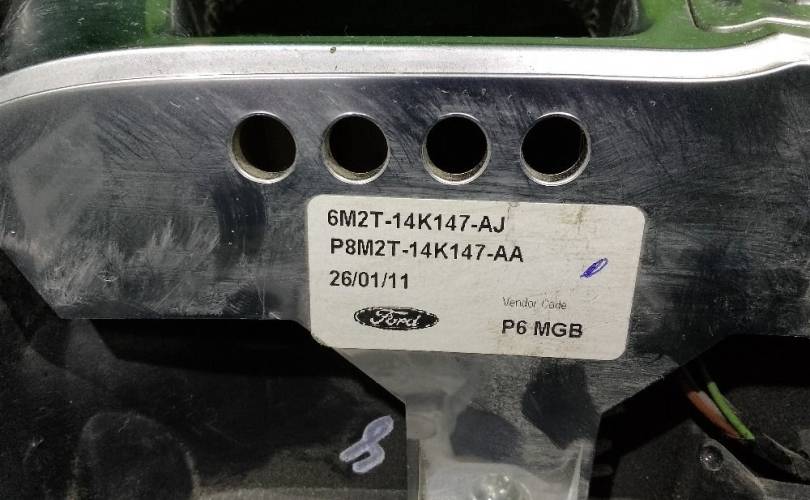 6M2T-14K147-AJ
P8M2T-14K147-AA
26/01/11
Vendor Code
Ford
P6 MGB